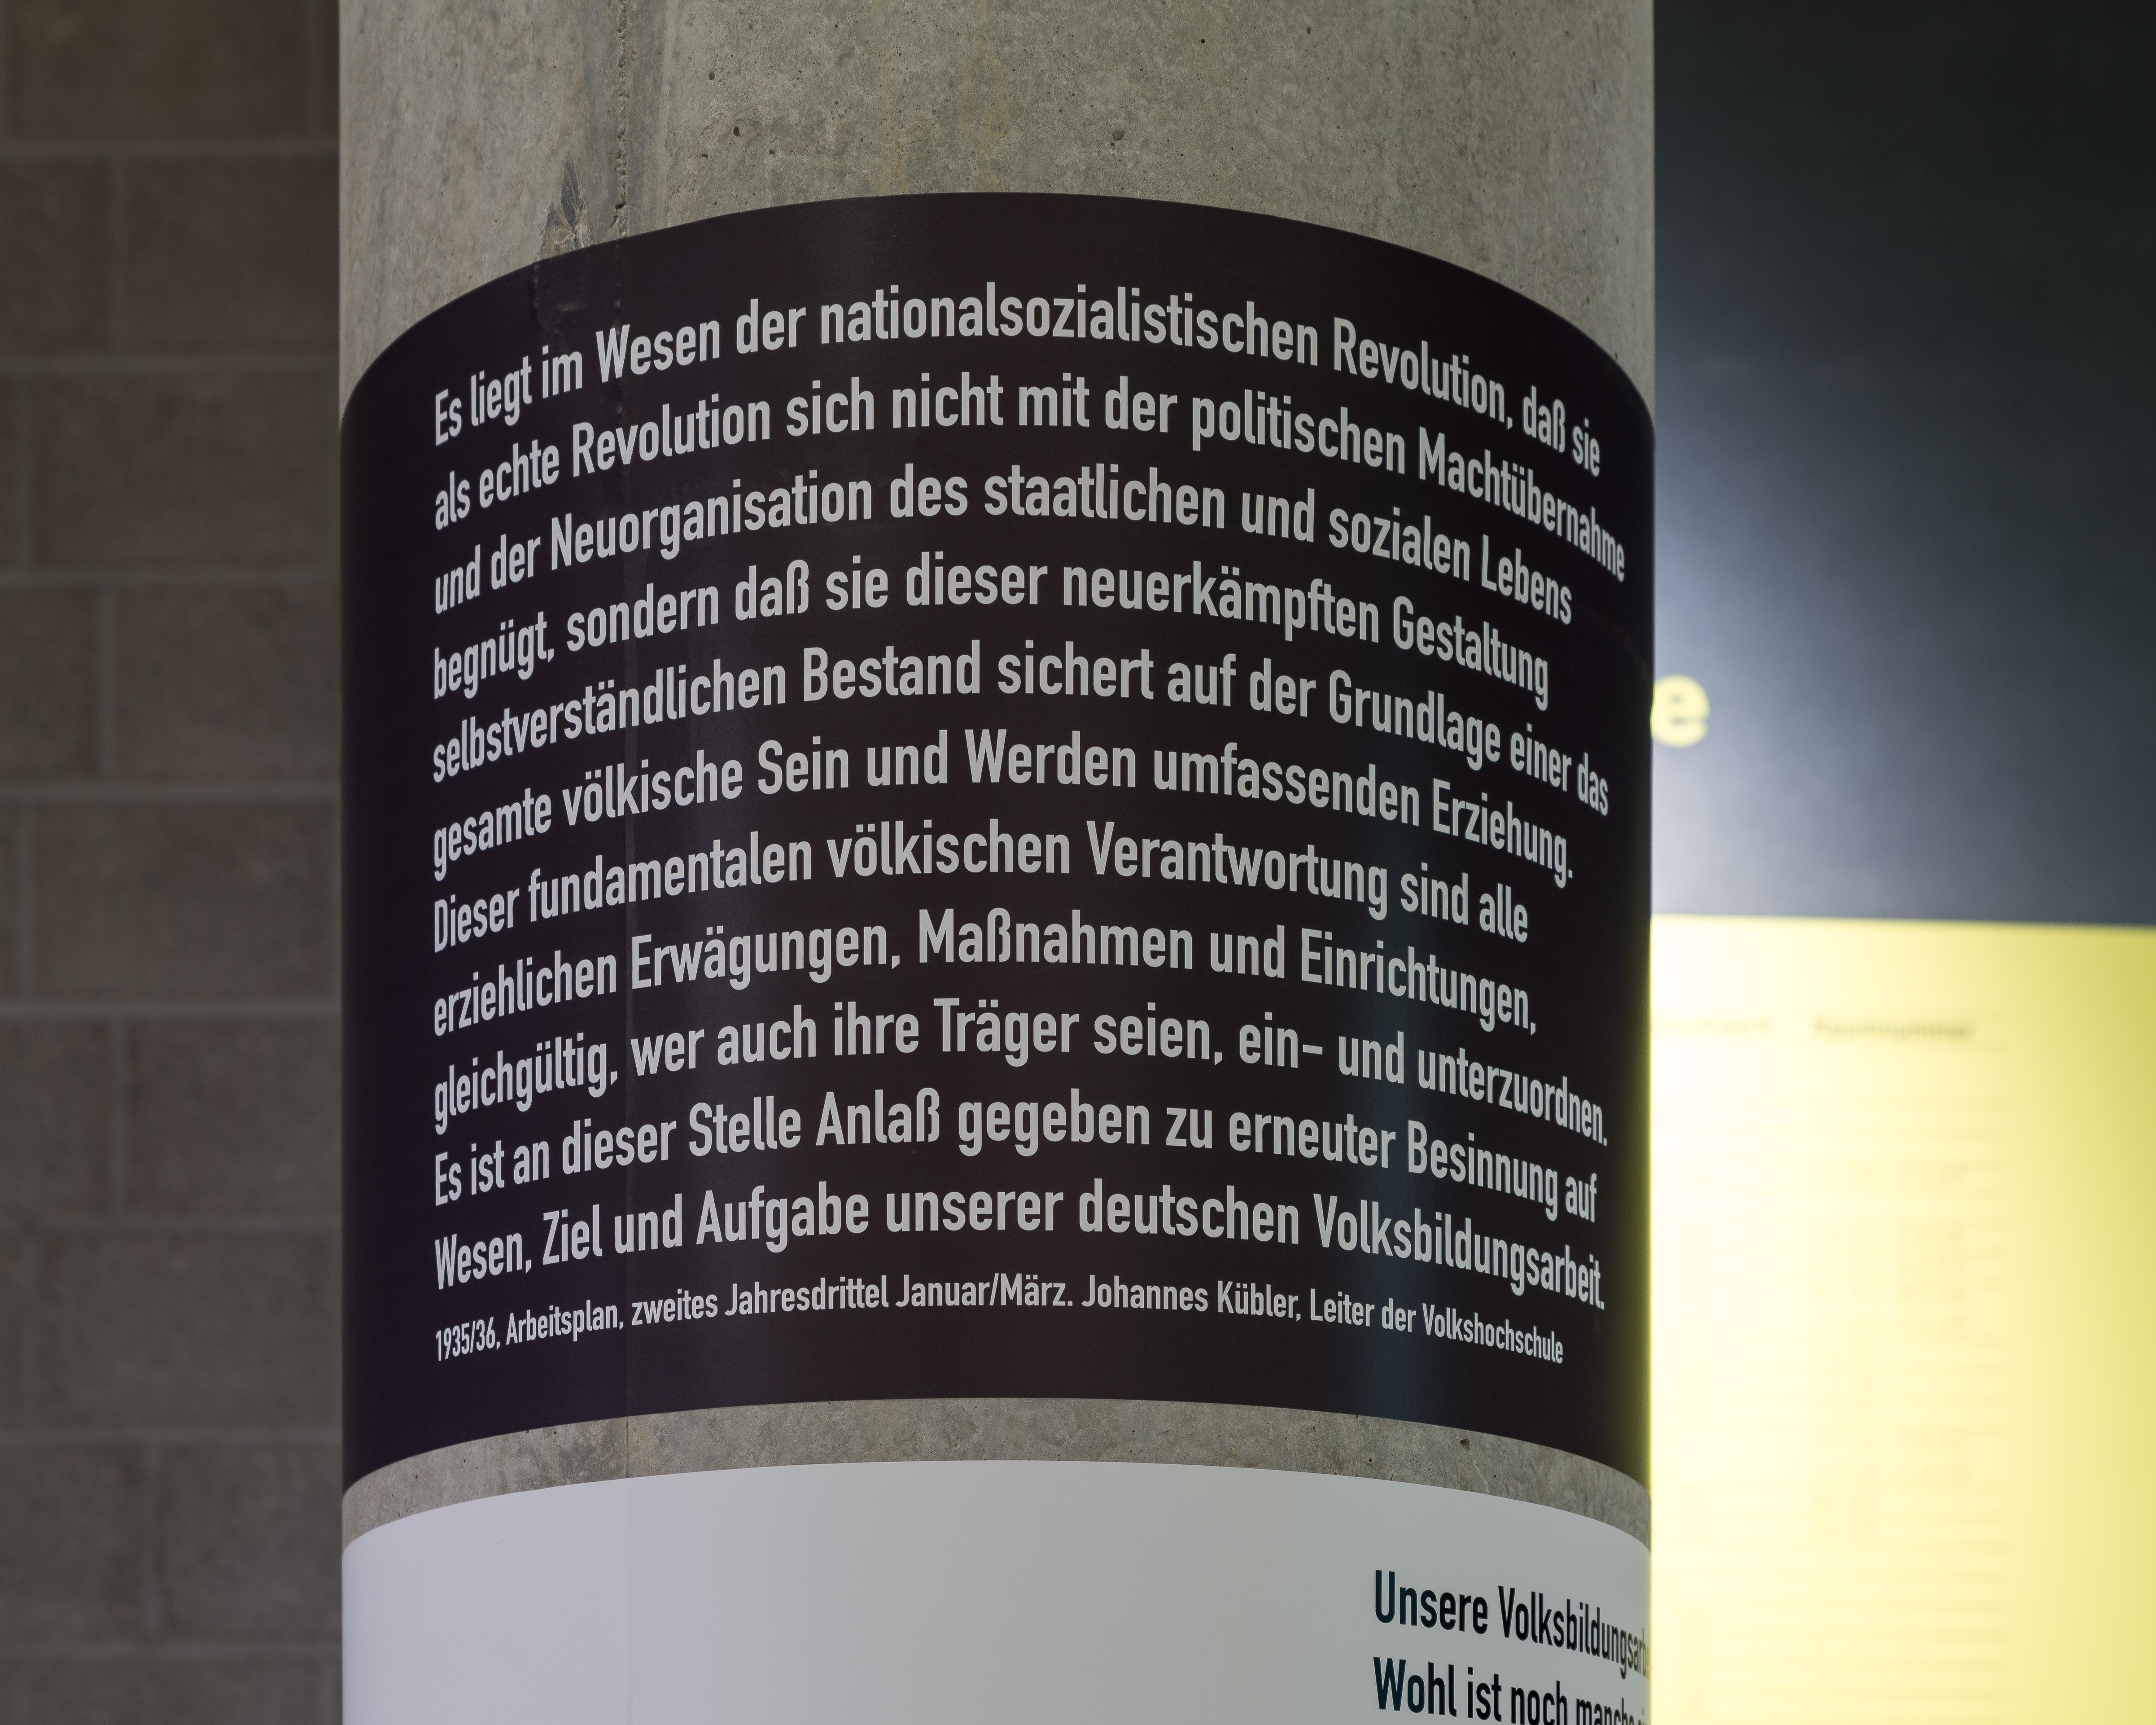 Es liegt im Wesen der nationalsozialistischen Revolution, daß sie
als echte Revolution sich nicht mit der politischen Machtübernahme
und der Neuorganisation des staatlichen und sozialen Lebens
begnügt, sondern daß sie dieser neuerkämpften Gestaltung
selbstverständlichen Bestand sichert auf der Grundlage einer das
gesamte völkische Sein und Werden umfassenden Erziehung.
Dieser fundamentalen völkischen Verantwortung sind alle
erziehlichen Erwägungen, Maßnahmen und Einrichtungen,
gleichgültig, wer auch ihre Träger seien, ein- und unterzuordnen.
Es ist an dieser Stelle Anlaß gegeben zu erneuter Besinnung auf
Wesen, Ziel und Aufgabe unserer deutschen Volksbildungsarbeit.
1935/36, Arbeitsplan, zweites Jahresdrittel Januar/März. Johannes Kübler, Leiter der Volkshochschule
Unsere
Wohl ist noch
e